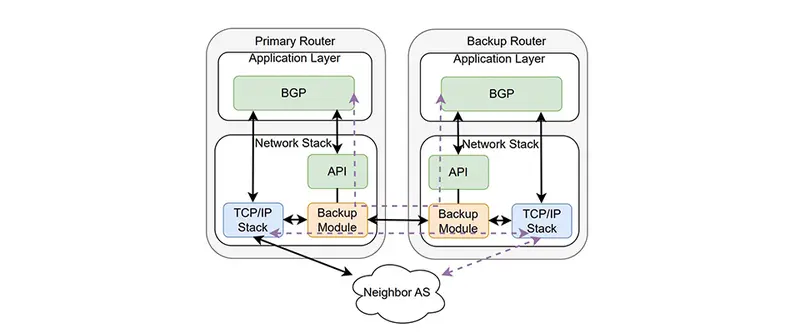 Primary Router
Application Layer
BGP
Network Stack
API
TCP/IP
Stack
Backup
Module
Backup Router
Application Layer
BGP
Network Stack
API
Backup
Module
TCP/IP
Stack
Neighbor AS